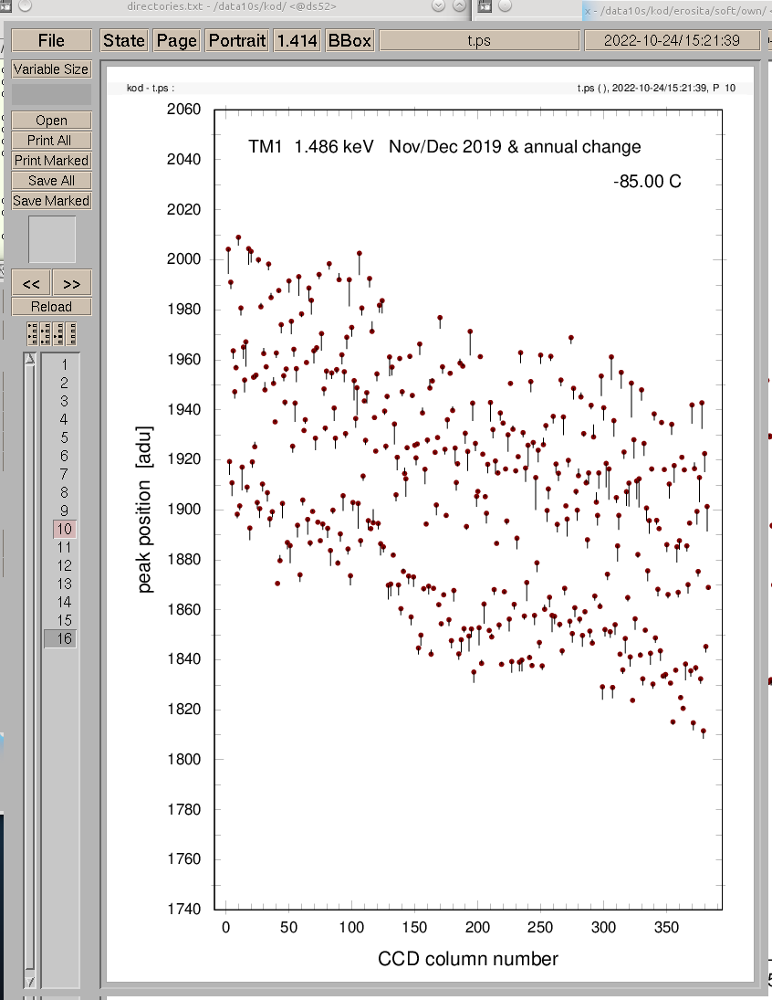 directories.txt - /data10s/kod/ <@ds52>
x - /data10s/kod/erosita/soft/own/
File
State
Page
Portrait
1.414
BBox
t.ps
2022-10-24/15:21:39
Variable Size
Open
Print All
Print Marked
Save All
Save Marked
<<
>>
Reload
1
2
3
4
5
6
7
8
9
10
11
12
13
14
15
16
kod - t.ps :
t.ps ( ), 2022-10-24/15:21:39, P 10
TM1 1.486 keV Nov/Dec 2019 & annual change
-85.00 C
peak position [adu]
2060
2040
2020
2000
1980
1960
1940
1920
1900
1880
1860
1840
1820
1800
1780
1760
1740
0 50 100 150 200 250 300 350
CCD column number